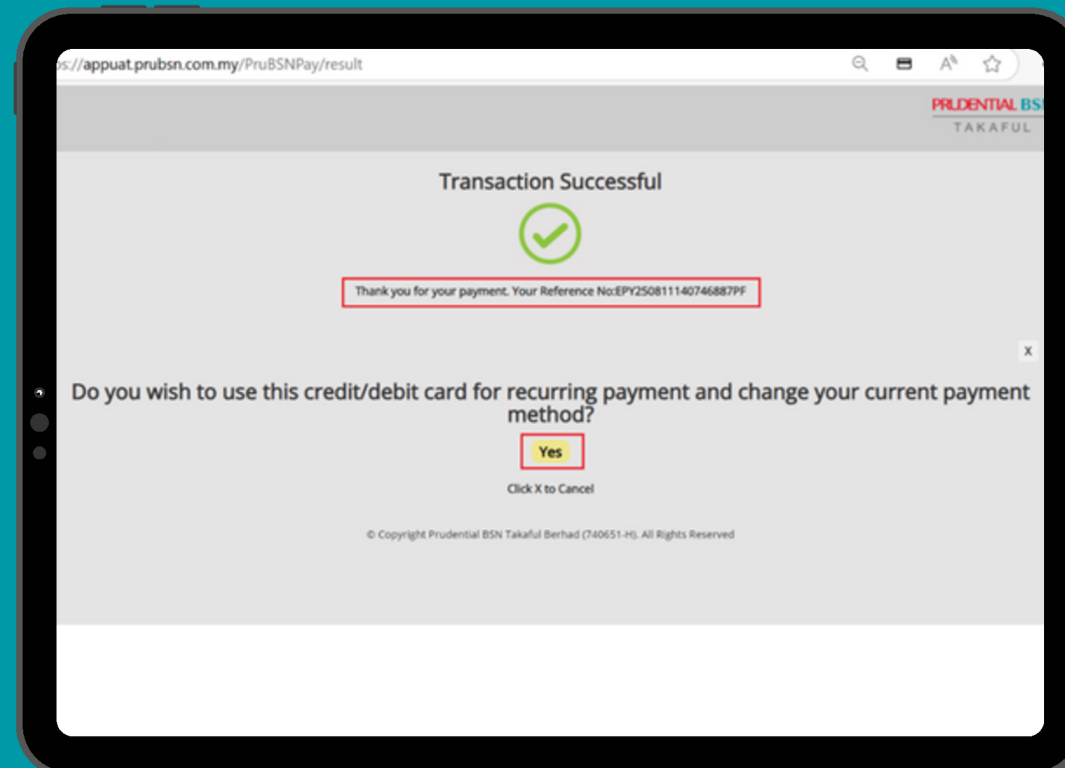 ps://appuat.prubsn.com.my/PruBSNPay/result
PRUDENTIAL BS
TAKAFUL
Transaction Successful
Thank you for your payment. Your Reference No:EPY250811140746887PF
X
Do you wish to use this credit/debit card for recurring payment and change your current payment
method?
Yes
Click X to Cancel
© Copyright Prudential BSN Takaful Berhad (740651-H). All Rights Reserved